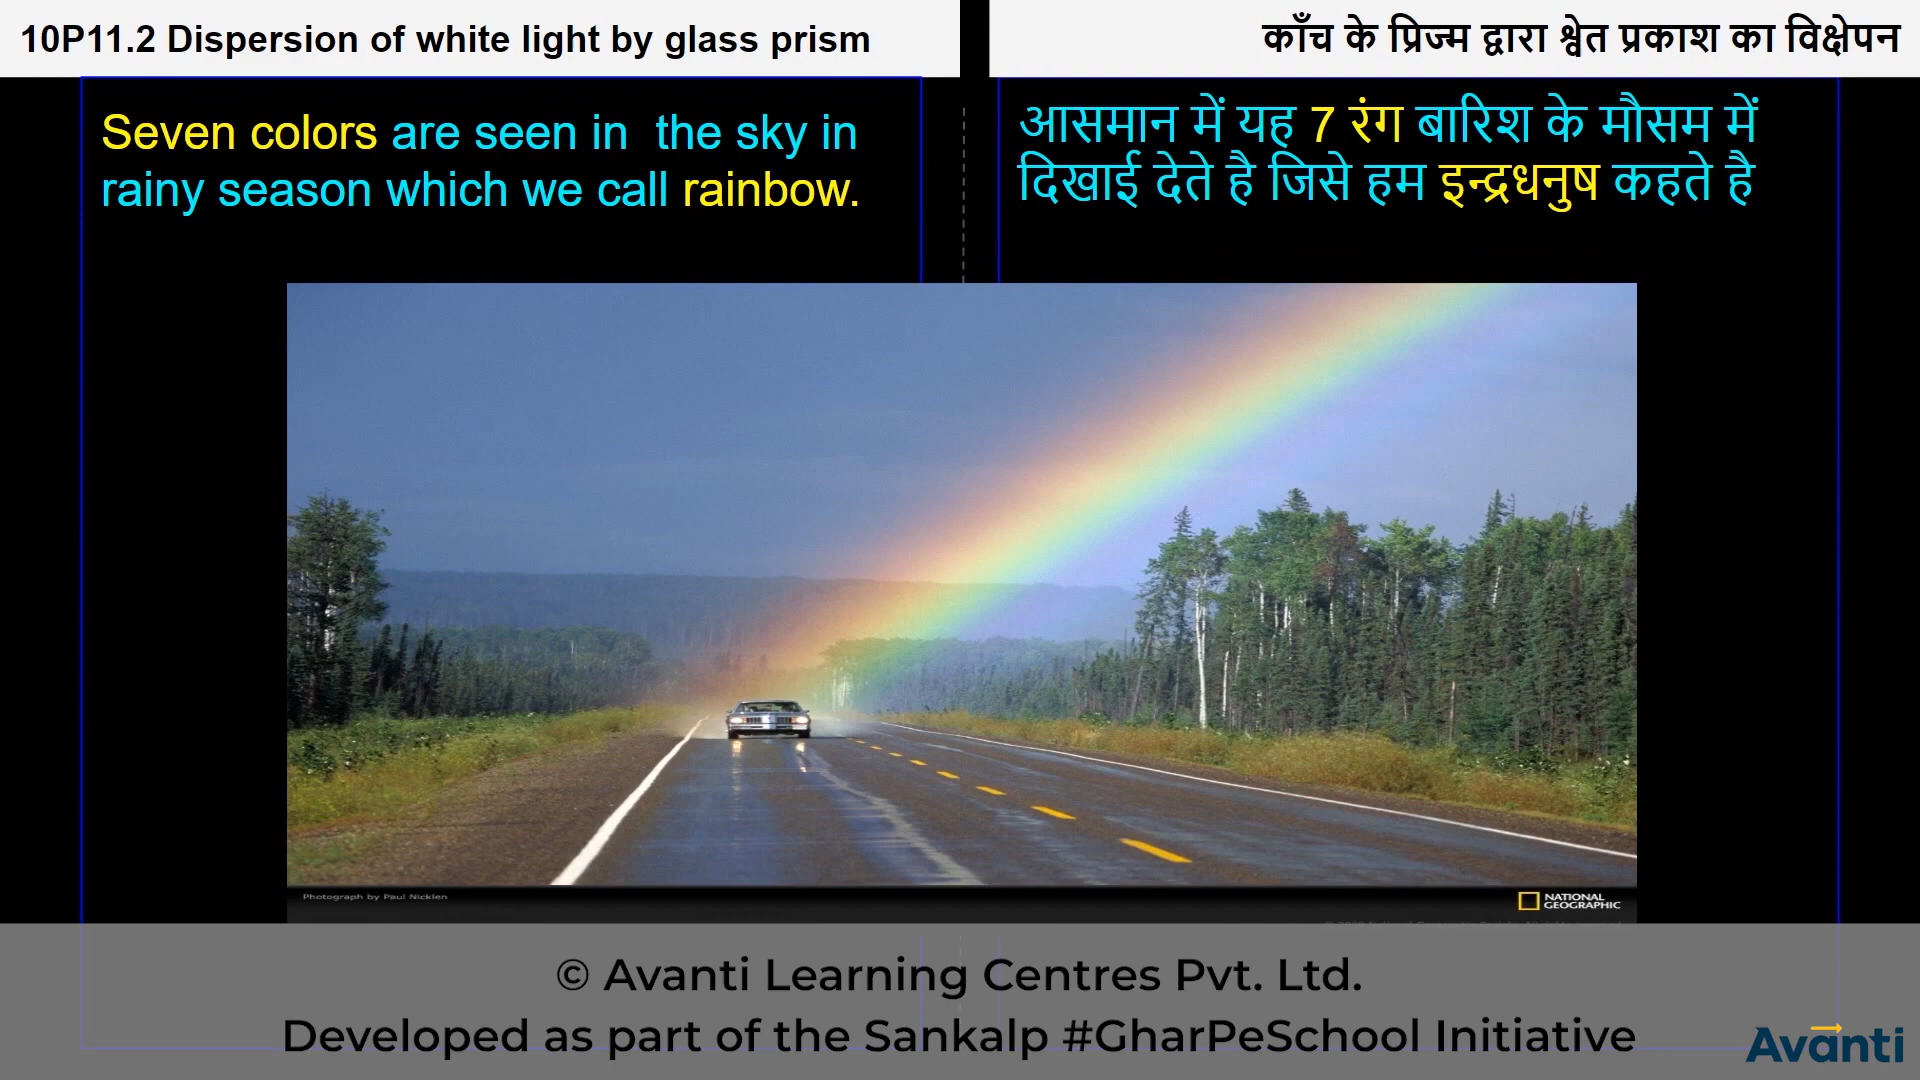 10P11.2 Dispersion of white light by glass prism
काँच के प्रिज्म द्वारा श्वेत प्रकाश का विक्षेपन
Seven colors are seen in  the sky in
rainy season which we call rainbow.
आसमान में यह 7 रंग बारिश के मौसम में
दिखाई देते है जिसे हम इन्द्रधनुष कहते है
Photograph by Paul Nicklen
NATIONAL
GEOGRAPHIC
© Avanti Learning Centres Pvt. Ltd.
Developed as part of the Sankalp #GharPeSchool Initiative
Avanti